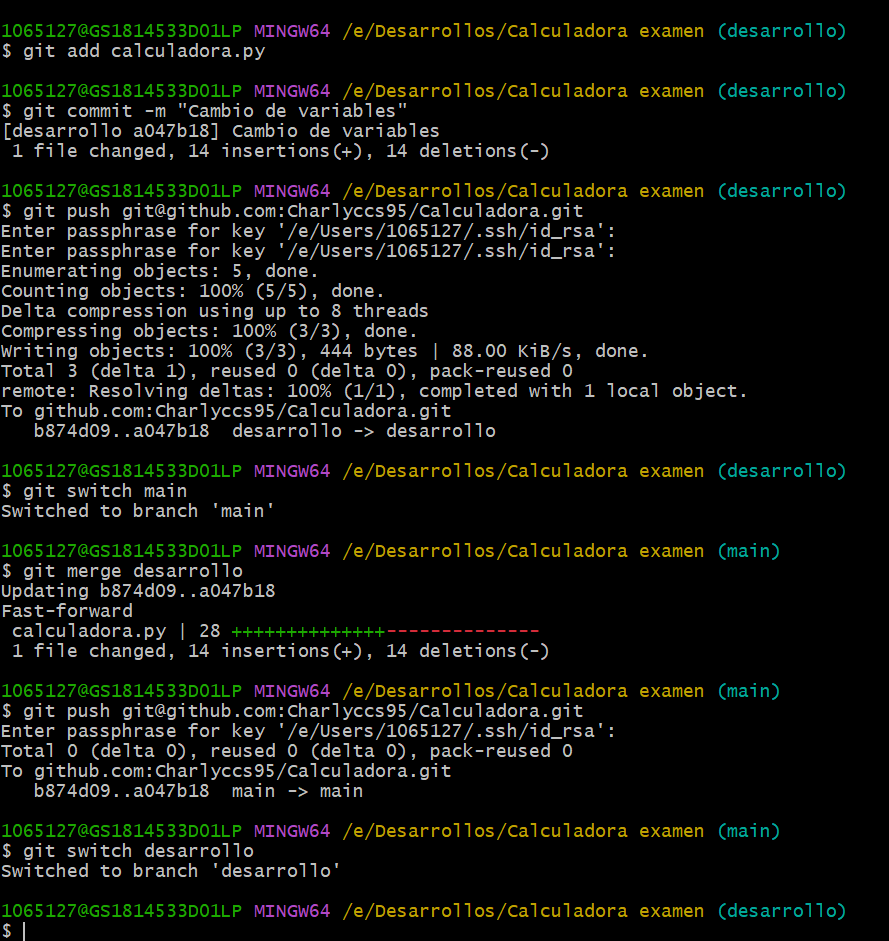 1065127@GS1814533D01LP MINGW64 /e/Desarrollos/Calculadora examen (desarrollo)
$ git add calculadora.py
1065127@GS1814533D01LP MINGW64 /e/Desarrollos/Calculadora examen (desarrollo)
$ git commit -m "Cambio de variables"
[desarrollo a047b18] Cambio de variables
 1 file changed, 14 insertions(+), 14 deletions(-)
1065127@GS1814533D01LP MINGW64 /e/Desarrollos/Calculadora examen (desarrollo)
$ git push git@github.com:Charlyccs95/Calculadora.git
Enter passphrase for key '/e/Users/1065127/.ssh/id_rsa':
Enter passphrase for key '/e/Users/1065127/.ssh/id_rsa':
Enumerating objects: 5, done.
Counting objects: 100% (5/5), done.
Delta compression using up to 8 threads
Compressing objects: 100% (3/3), done.
Writing objects: 100% (3/3), 444 bytes | 88.00 KiB/s, done.
Total 3 (delta 1), reused 0 (delta 0), pack-reused 0
remote: Resolving deltas: 100% (1/1), completed with 1 local object.
To github.com:Charlyccs95/Calculadora.git
   b874d09..a047b18  desarrollo -> desarrollo
1065127@GS1814533D01LP MINGW64 /e/Desarrollos/Calculadora examen (desarrollo)
$ git switch main
Switched to branch 'main'
1065127@GS1814533D01LP MINGW64 /e/Desarrollos/Calculadora examen (main)
$ git merge desarrollo
Updating b874d09..a047b18
Fast-forward
 calculadora.py | 28 ++++++++++++++--------------
 1 file changed, 14 insertions(+), 14 deletions(-)
1065127@GS1814533D01LP MINGW64 /e/Desarrollos/Calculadora examen (main)
$ git push git@github.com:Charlyccs95/Calculadora.git
Enter passphrase for key '/e/Users/1065127/.ssh/id_rsa':
Total 0 (delta 0), reused 0 (delta 0), pack-reused 0
To github.com:Charlyccs95/Calculadora.git
   b874d09..a047b18  main -> main
1065127@GS1814533D01LP MINGW64 /e/Desarrollos/Calculadora examen (main)
$ git switch desarrollo
Switched to branch 'desarrollo'
1065127@GS1814533D01LP MINGW64 /e/Desarrollos/Calculadora examen (desarrollo)
$